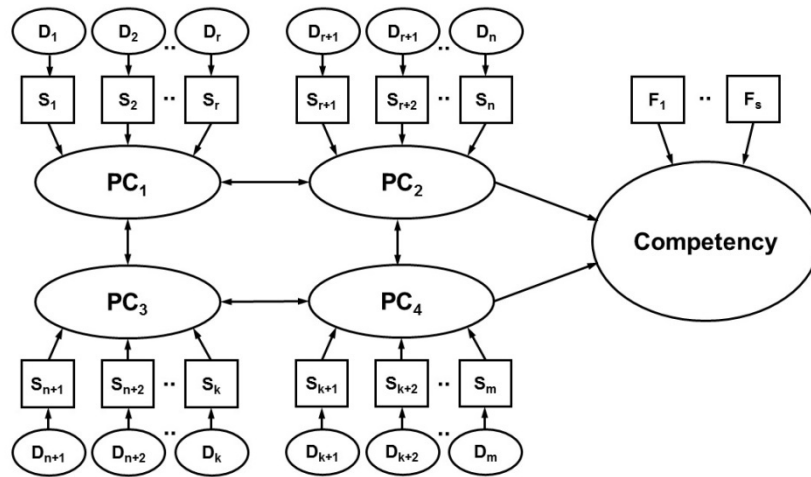 D1 D2 .. Dr Dr+1 Dr+1 .. Dn
S1 S2 .. Sr Sr+1 Sr+2 .. Sn F1 .. Fs
PC1 PC2
Competency
PC3 PC4
Sn+1 Sn+2 .. Sk Sk+1 Sk+2 .. Sm
Dn+1 Dn+2 .. Dk Dk+1 Dk+2 .. Dm